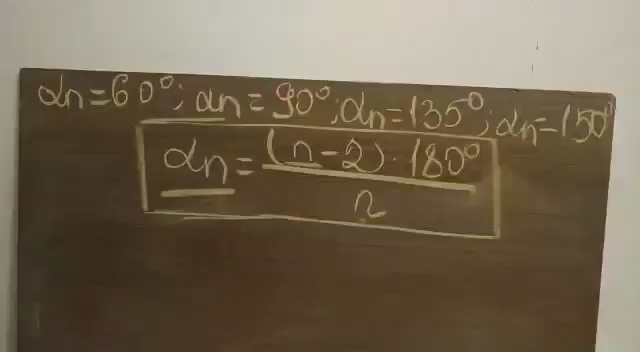 αn = 60°; αn = 90°; αn = 135°; αn = 150°
αn = (n - 2) · 180° / n